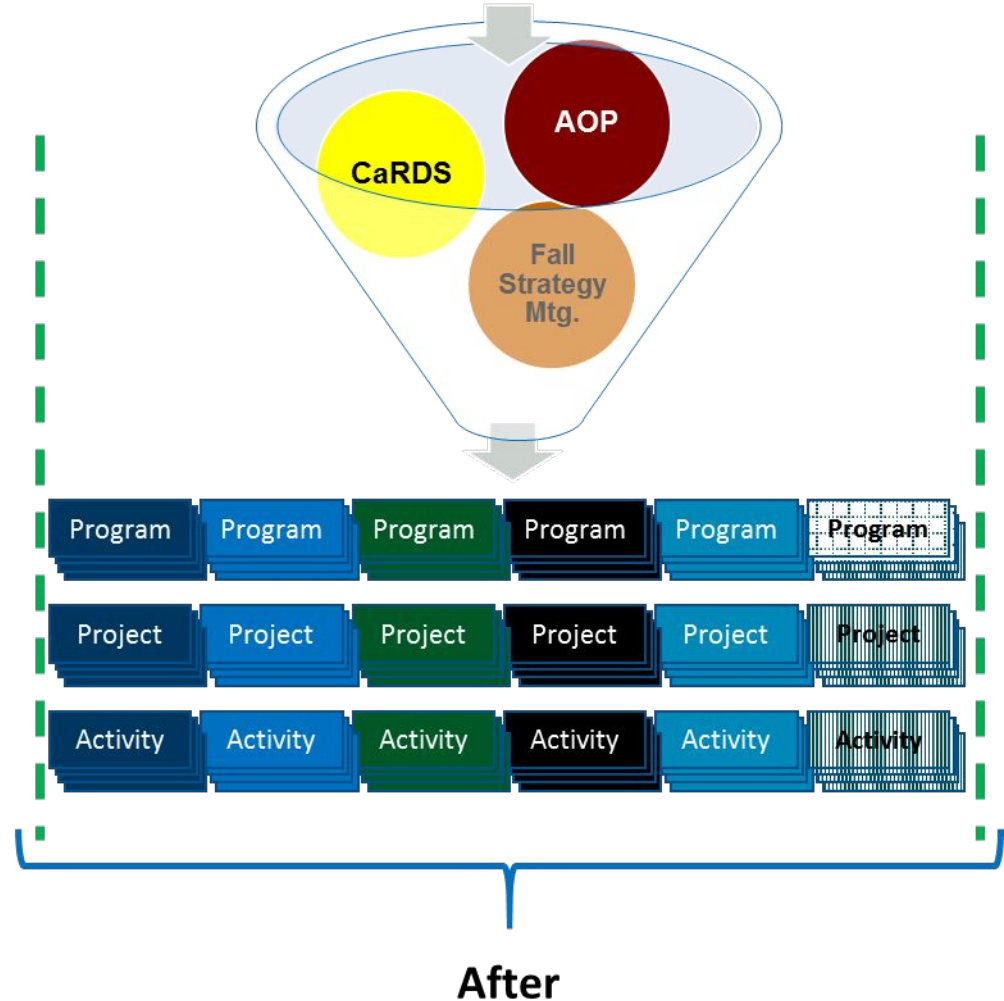 AOP
CaRDS
Fall
Strategy
Mtg.
Program Program Program Program Program Program
Project Project Project Project Project Project
Activity Activity Activity Activity Activity Activity
After